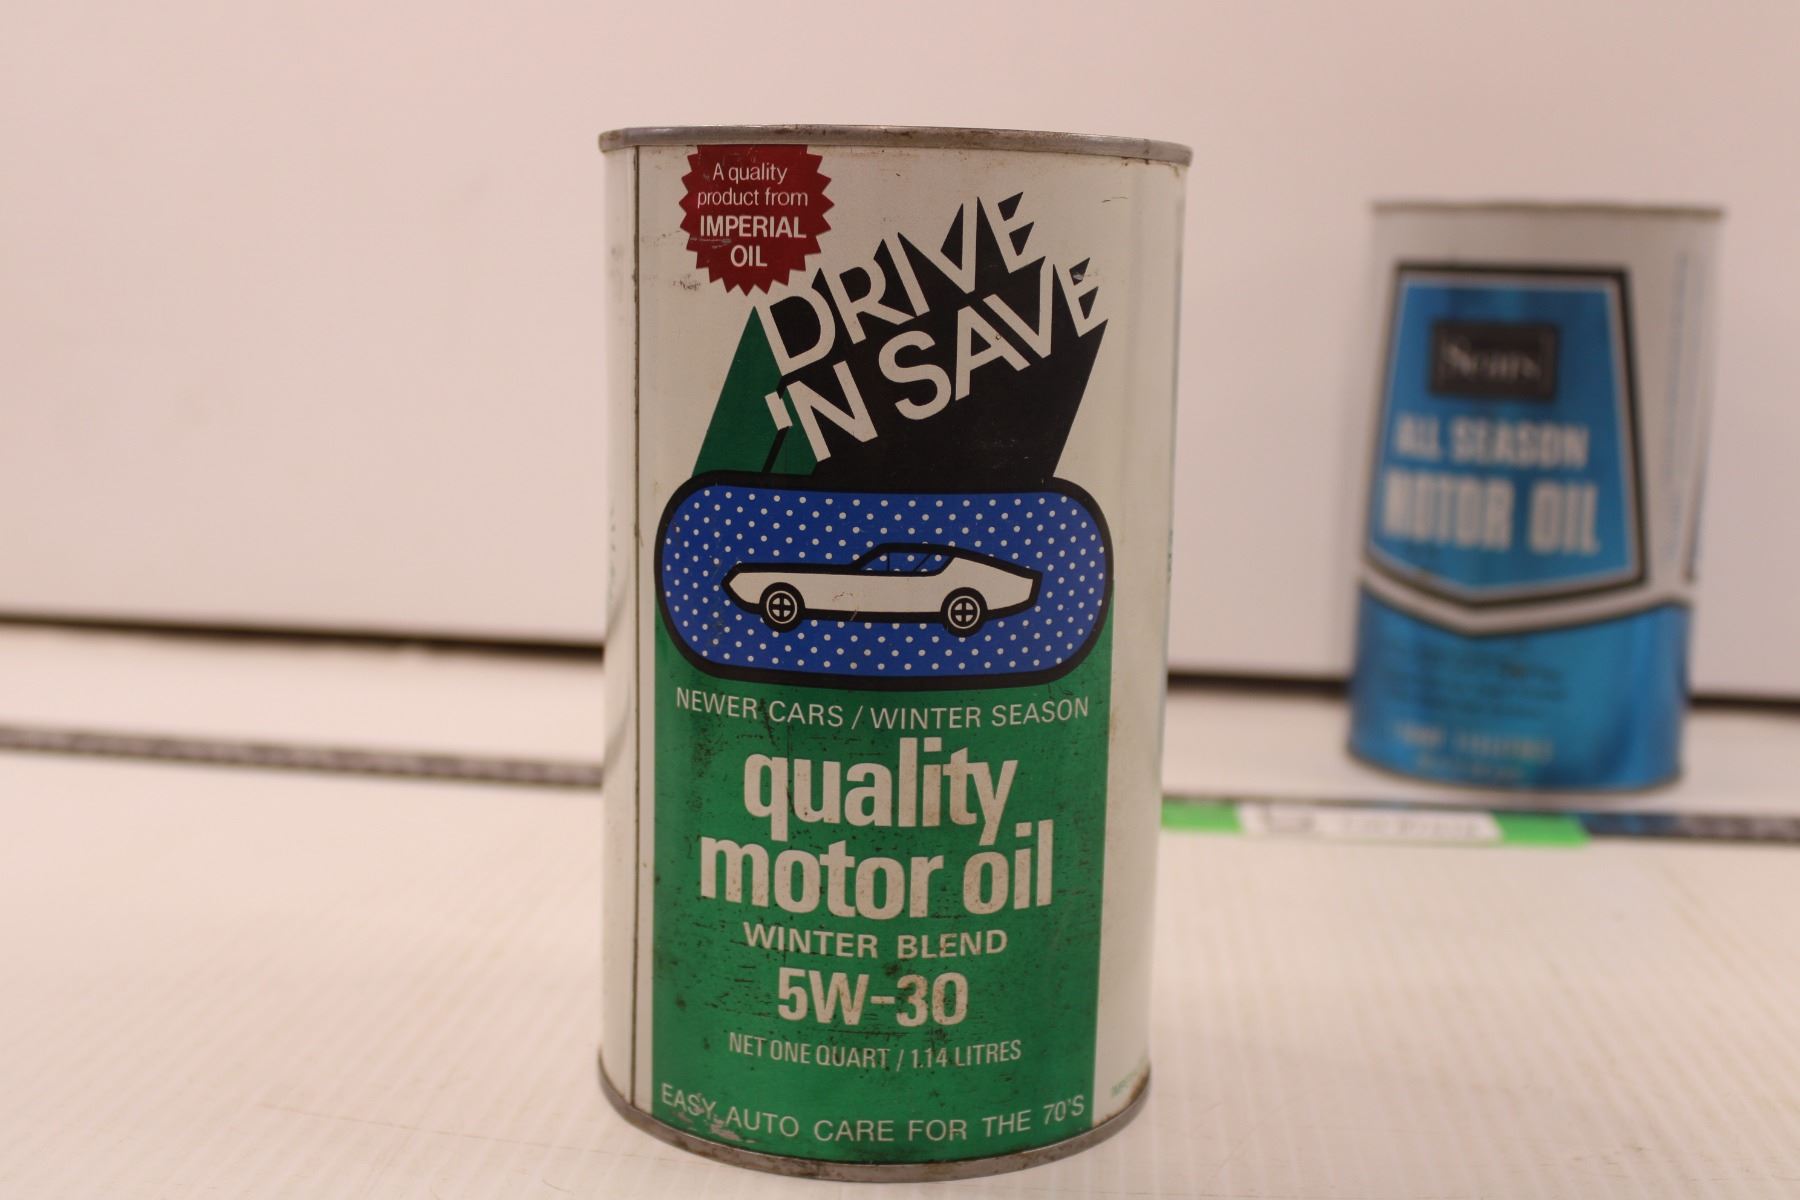 A quality
product from
IMPERIAL
OIL
DRIVE
'N SAVE
NEWER CARS / WINTER SEASON
quality
motor oil
WINTER BLEND
5W-30
NET ONE QUART / 1.14 LITRES
EASY AUTO CARE FOR THE 70'S
Sears
ALL SEASON
MOTOR OIL